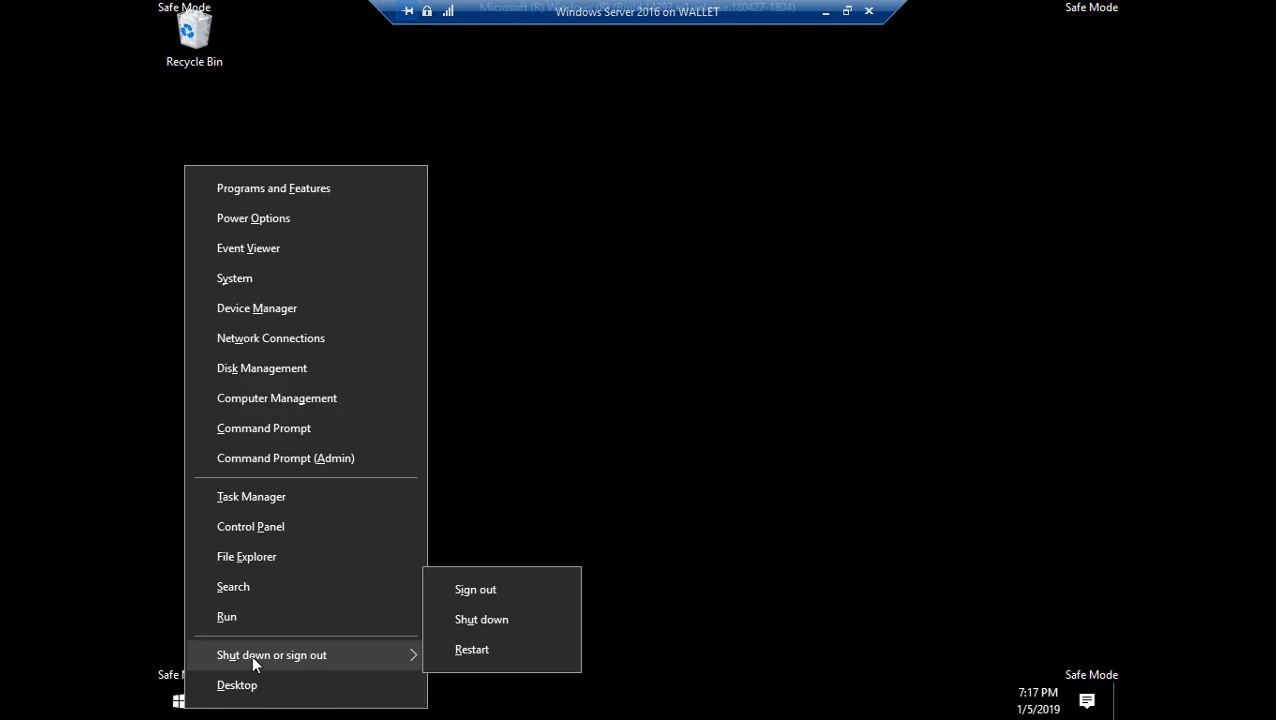 Safe Mode
Windows Server 2016 on WALLET
Safe Mode
Recycle Bin
Programs and Features
Power Options
Event Viewer
System
Device Manager
Network Connections
Disk Management
Computer Management
Command Prompt
Command Prompt (Admin)
Task Manager
Control Panel
File Explorer
Search
Run
Shut down or sign out
Desktop
Sign out
Shut down
Restart
Safe Mode
7:17 PM
1/5/2019